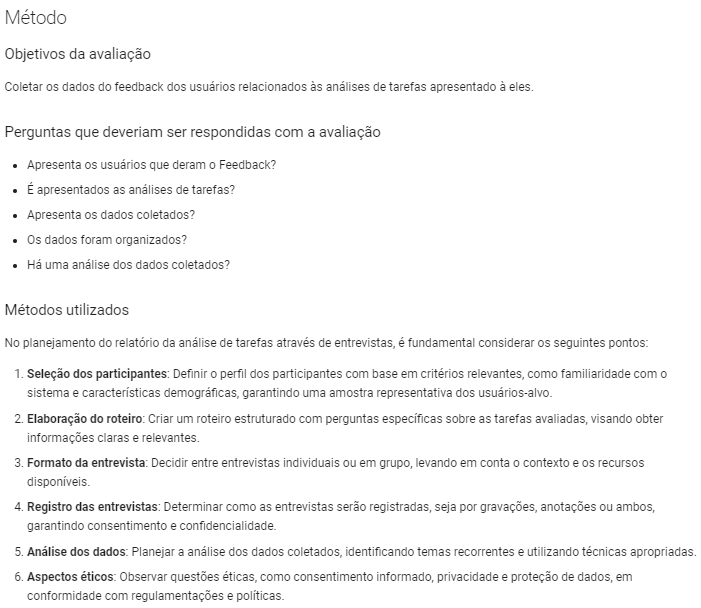 Método
Objetivos da avaliação
Coletar os dados do feedback dos usuários relacionados às análises de tarefas apresentado à eles.
Perguntas que deveriam ser respondidas com a avaliação
• Apresenta os usuários que deram o Feedback?
• É apresentados as análises de tarefas?
• Apresenta os dados coletados?
• Os dados foram organizados?
• Há uma análise dos dados coletados?
Métodos utilizados
No planejamento do relatório da análise de tarefas através de entrevistas, é fundamental considerar os seguintes pontos:
1. Seleção dos participantes: Definir o perfil dos participantes com base em critérios relevantes, como familiaridade com o
sistema e características demográficas, garantindo uma amostra representativa dos usuários-alvo.
2. Elaboração do roteiro: Criar um roteiro estruturado com perguntas específicas sobre as tarefas avaliadas, visando obter
informações claras e relevantes.
3. Formato da entrevista: Decidir entre entrevistas individuais ou em grupo, levando em conta o contexto e os recursos
disponíveis.
4. Registro das entrevistas: Determinar como as entrevistas serão registradas, seja por gravações, anotações ou ambos,
garantindo consentimento e confidencialidade.
5. Análise dos dados: Planejar a análise dos dados coletados, identificando temas recorrentes e utilizando técnicas apropriadas.
6. Aspectos éticos: Observar questões éticas, como consentimento informado, privacidade e proteção de dados, em
conformidade com regulamentações e políticas.